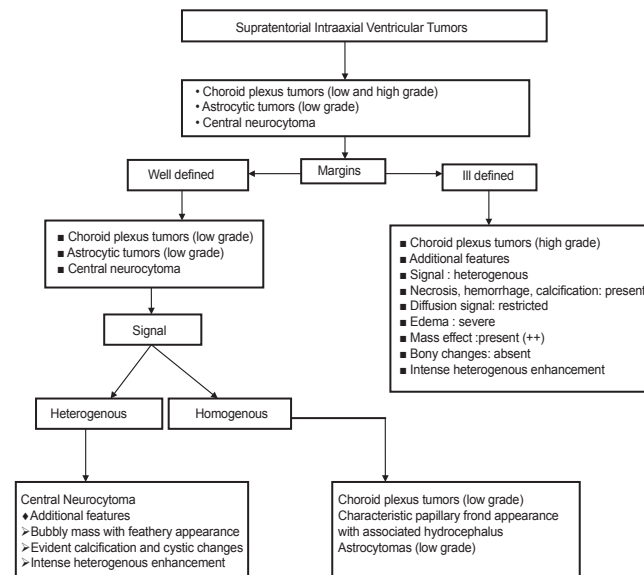 Supratentorial Intraaxial Ventricular Tumors
• Choroid plexus tumors (low and high grade)
• Astrocytic tumors (low grade)
• Central neurocytoma
Margins
Well defined
Ill defined
■ Choroid plexus tumors (low grade)
■ Astrocytic tumors (low grade)
■ Central neurocytoma
■ Choroid plexus tumors (high grade)
■ Additional features
■ Signal : heterogenous
■ Necrosis, hemorrhage, calcification: present
■ Diffusion signal: restricted
■ Edema : severe
■ Mass effect :present (++)
■ Bony changes: absent
■ Intense heterogenous enhancement
Signal
Heterogenous
Homogenous
Central Neurocytoma
♦Additional features
➢Bubbly mass with feathery appearance
➢Evident calcification and cystic changes
➢Intense heterogenous enhancement
Choroid plexus tumors (low grade)
Characteristic papillary frond appearance
with associated hydrocephalus
Astrocytomas (low grade)